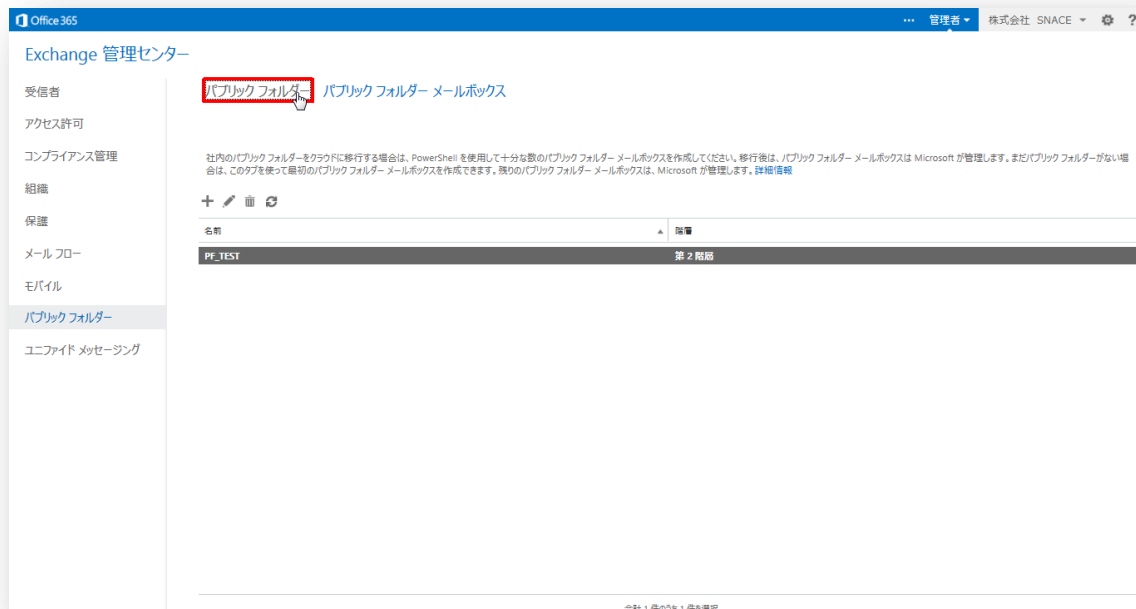 Office 365
… 管理者 株式会社 SNACE ?
Exchange 管理センター
受信者
アクセス許可
コンプライアンス管理
組織
保護
メール フロー
モバイル
パブリック フォルダー
ユニファイド メッセージング
パブリック フォルダー パブリック フォルダー メールボックス
社内のパブリック フォルダーをクラウドに移行する場合は、PowerShell を使用して十分な数のパブリック フォルダー メールボックスを作成してください。移行後は、パブリック フォルダー メールボックスは Microsoft が管理します。まだパブリック フォルダーがない場
合は、このタブを使って最初のパブリック フォルダー メールボックスを作成できます。残りのパブリック フォルダー メールボックスは、Microsoft が管理します。詳細情報
名前 階層
PF_TEST 第 2 階層
合計 1 件のうち 1 件を選択